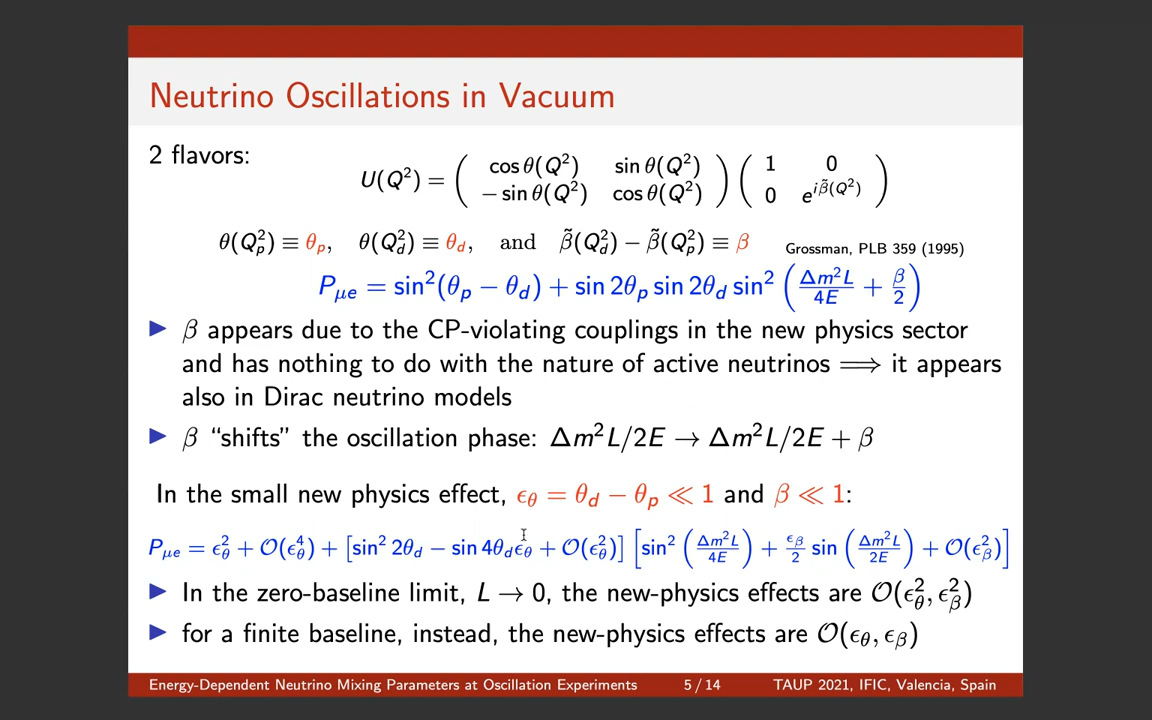 Neutrino Oscillations in Vacuum
2 flavors:
U(Q²) = ( cos θ(Q²) sin θ(Q²) ) ( 1 0 )
( − sin θ(Q²) cos θ(Q²) ) ( 0 e^{iβ̃(Q²)} )
θ(Q²_p) ≡ θ_p, θ(Q²_d) ≡ θ_d, and β̃(Q²_d) − β̃(Q²_p) ≡ β Grossman, PLB 359 (1995)
P_{μe} = sin²(θ_p − θ_d) + sin 2θ_p sin 2θ_d sin² (Δm²L/4E + β/2)
▶ β appears due to the CP-violating couplings in the new physics sector
and has nothing to do with the nature of active neutrinos ⟹ it appears
also in Dirac neutrino models
▶ β “shifts” the oscillation phase: Δm²L/2E → Δm²L/2E + β
In the small new physics effect, ϵ_θ = θ_d − θ_p ≪ 1 and β ≪ 1:
P_{μe} = ϵ²_θ + O(ϵ⁴_θ) + [sin² 2θ_d − sin 4θ_d ϵ_θ + O(ϵ²_θ)] [sin² (Δm²L/4E) + ϵ_β/2 sin (Δm²L/2E) + O(ϵ²_β)]
▶ In the zero-baseline limit, L → 0, the new-physics effects are O(ϵ²_θ, ϵ²_β)
▶ for a finite baseline, instead, the new-physics effects are O(ϵ_θ, ϵ_β)
Energy-Dependent Neutrino Mixing Parameters at Oscillation Experiments 5 / 14 TAUP 2021, IFIC, Valencia, Spain